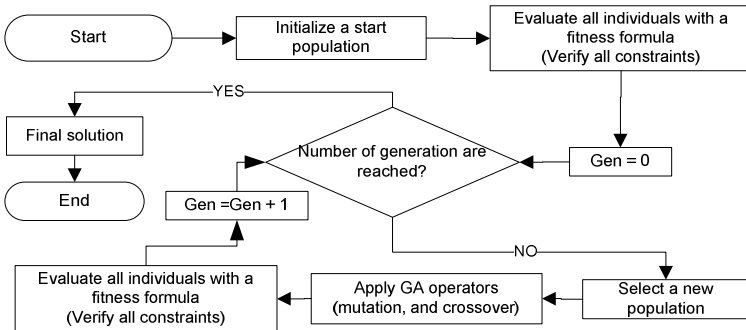 Start
Initialize a start
population
Evaluate all individuals with a
fitness formula
(Verify all constraints)
YES
Final solution
Number of generation are
reached?
Gen = 0
End
Gen =Gen + 1
NO
Evaluate all individuals with a
fitness formula
(Verify all constraints)
Apply GA operators
(mutation, and crossover)
Select a new
population